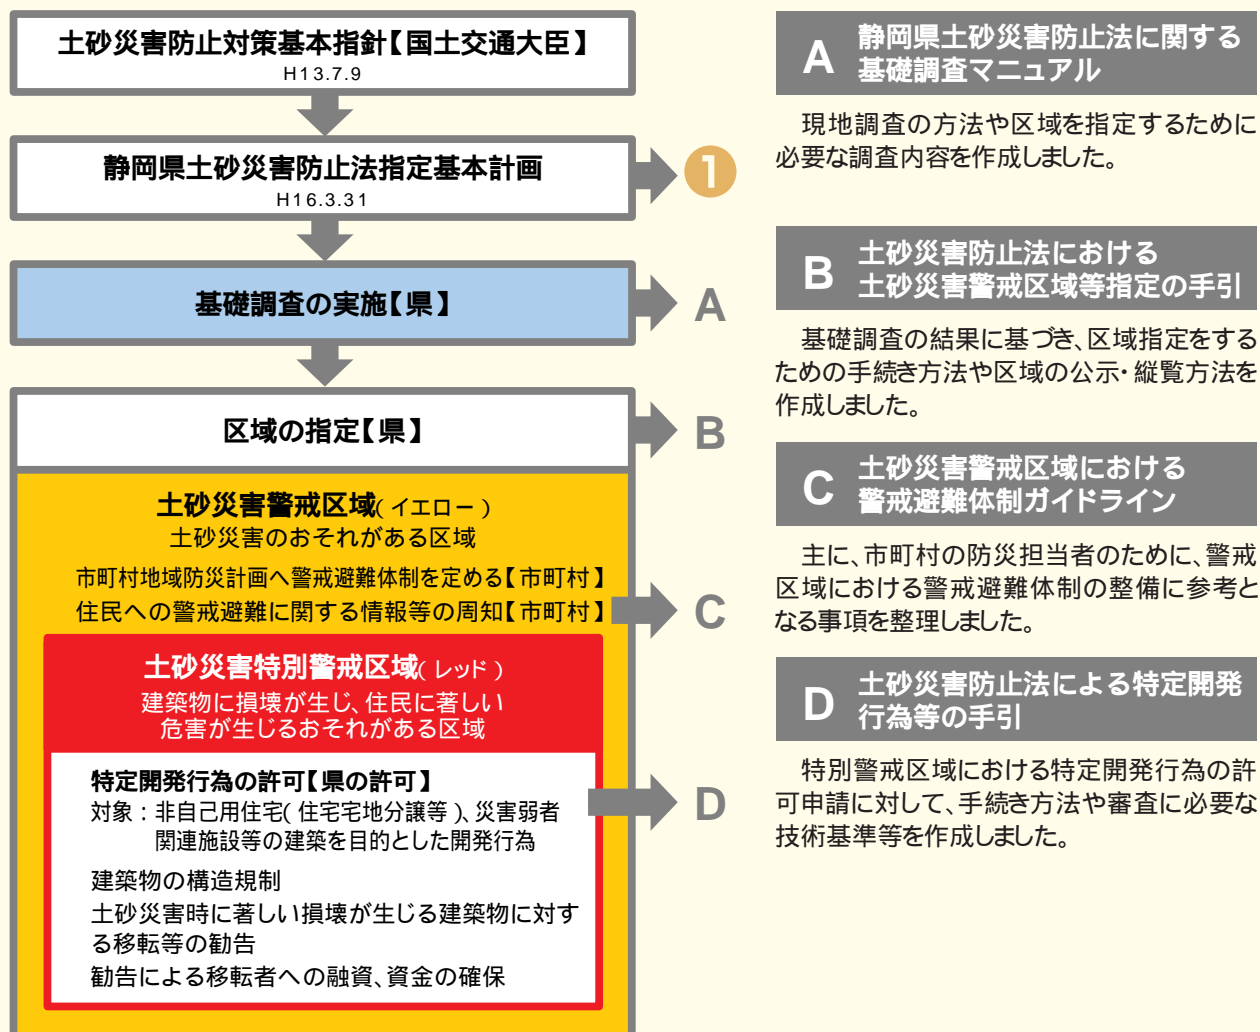 土砂災害防止対策基本指針【国土交通大臣】
H13.7.9
静岡県土砂災害防止法指定基本計画
H16.3.31
1
基礎調査の実施【県】
A
区域の指定【県】
B
土砂災害警戒区域(イエロー)
土砂災害のおそれがある区域
市町村地域防災計画へ警戒避難体制を定める【市町村】
住民への警戒避難に関する情報等の周知【市町村】
C
土砂災害特別警戒区域(レッド)
建築物に損壊が生じ、住民に著しい
危害が生じるおそれがある区域
特定開発行為の許可【県の許可】
対象：非自己用住宅(住宅宅地分譲等)、災害弱者
関連施設等の建築を目的とした開発行為
D
建築物の構造規制
土砂災害時に著しい損壊が生じる建築物に対す
る移転等の勧告
勧告による移転者への融資、資金の確保
A 静岡県土砂災害防止法に関する
基礎調査マニュアル
現地調査の方法や区域を指定するために
必要な調査内容を作成しました。
B 土砂災害防止法における
土砂災害警戒区域等指定の手引
基礎調査の結果に基づき、区域指定をする
ための手続き方法や区域の公示・縦覧方法を
作成しました。
C 土砂災害警戒区域における
警戒避難体制ガイドライン
主に、市町村の防災担当者のために、警戒
区域における警戒避難体制の整備に参考と
なる事項を整理しました。
D 土砂災害防止法による特定開発
行為等の手引
特別警戒区域における特定開発行為の許
可申請に対して、手続き方法や審査に必要な
技術基準等を作成しました。